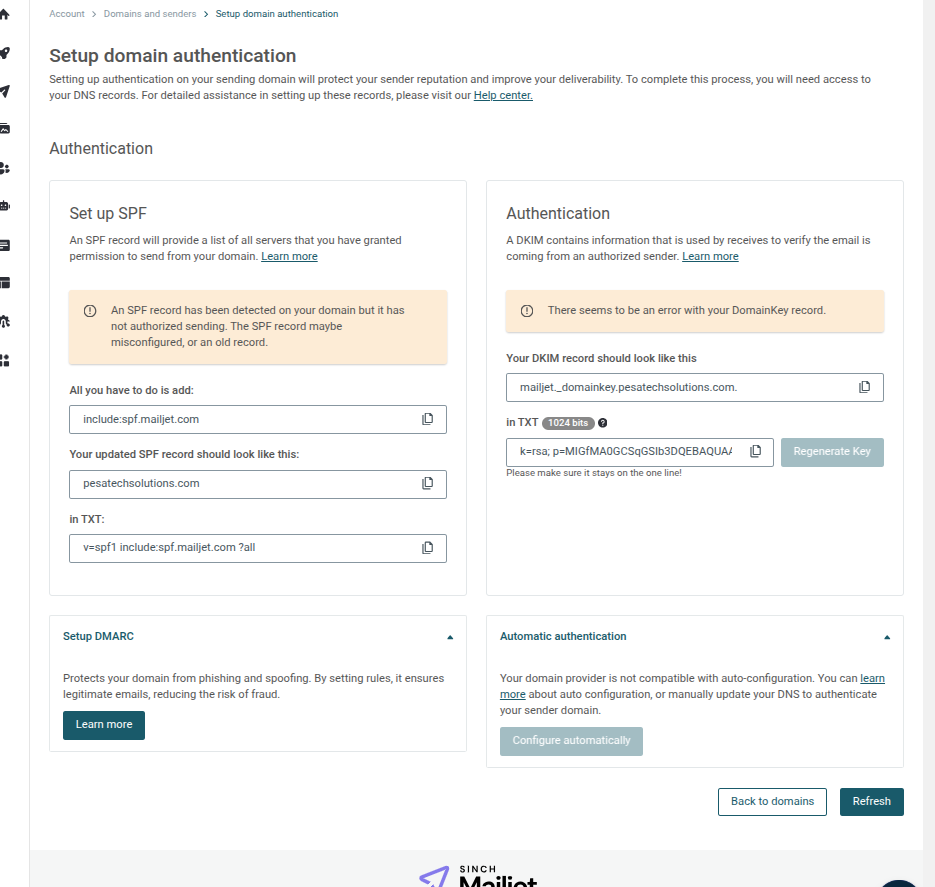 Account > Domains and senders > Setup domain authentication
Setup domain authentication
Setting up authentication on your sending domain will protect your sender reputation and improve your deliverability. To complete this process, you will need access to
your DNS records. For detailed assistance in setting up these records, please visit our Help center.
Authentication
Set up SPF
An SPF record will provide a list of all servers that you have granted
permission to send from your domain. Learn more
An SPF record has been detected on your domain but it has
not authorized sending. The SPF record maybe
misconfigured, or an old record.
All you have to do is add:
include:spf.mailjet.com
Your updated SPF record should look like this:
pesatechsolutions.com
in TXT:
v=spf1 include:spf.mailjet.com ?all
Authentication
A DKIM contains information that is used by receives to verify the email is
coming from an authorized sender. Learn more
There seems to be an error with your DomainKey record.
Your DKIM record should look like this
mailjet._domainkey.pesatechsolutions.com.
in TXT 1024 bits ?
k=rsa; p=MIGfMA0GCSqGSIb3DQEBAQUAA
Regenerate Key
Please make sure it stays on the one line!
Setup DMARC
Protects your domain from phishing and spoofing. By setting rules, it ensures
legitimate emails, reducing the risk of fraud.
Learn more
Automatic authentication
Your domain provider is not compatible with auto-configuration. You can learn
more about auto configuration, or manually update your DNS to authenticate
your sender domain.
Configure automatically
Back to domains
Refresh
SINCH
Mailjet